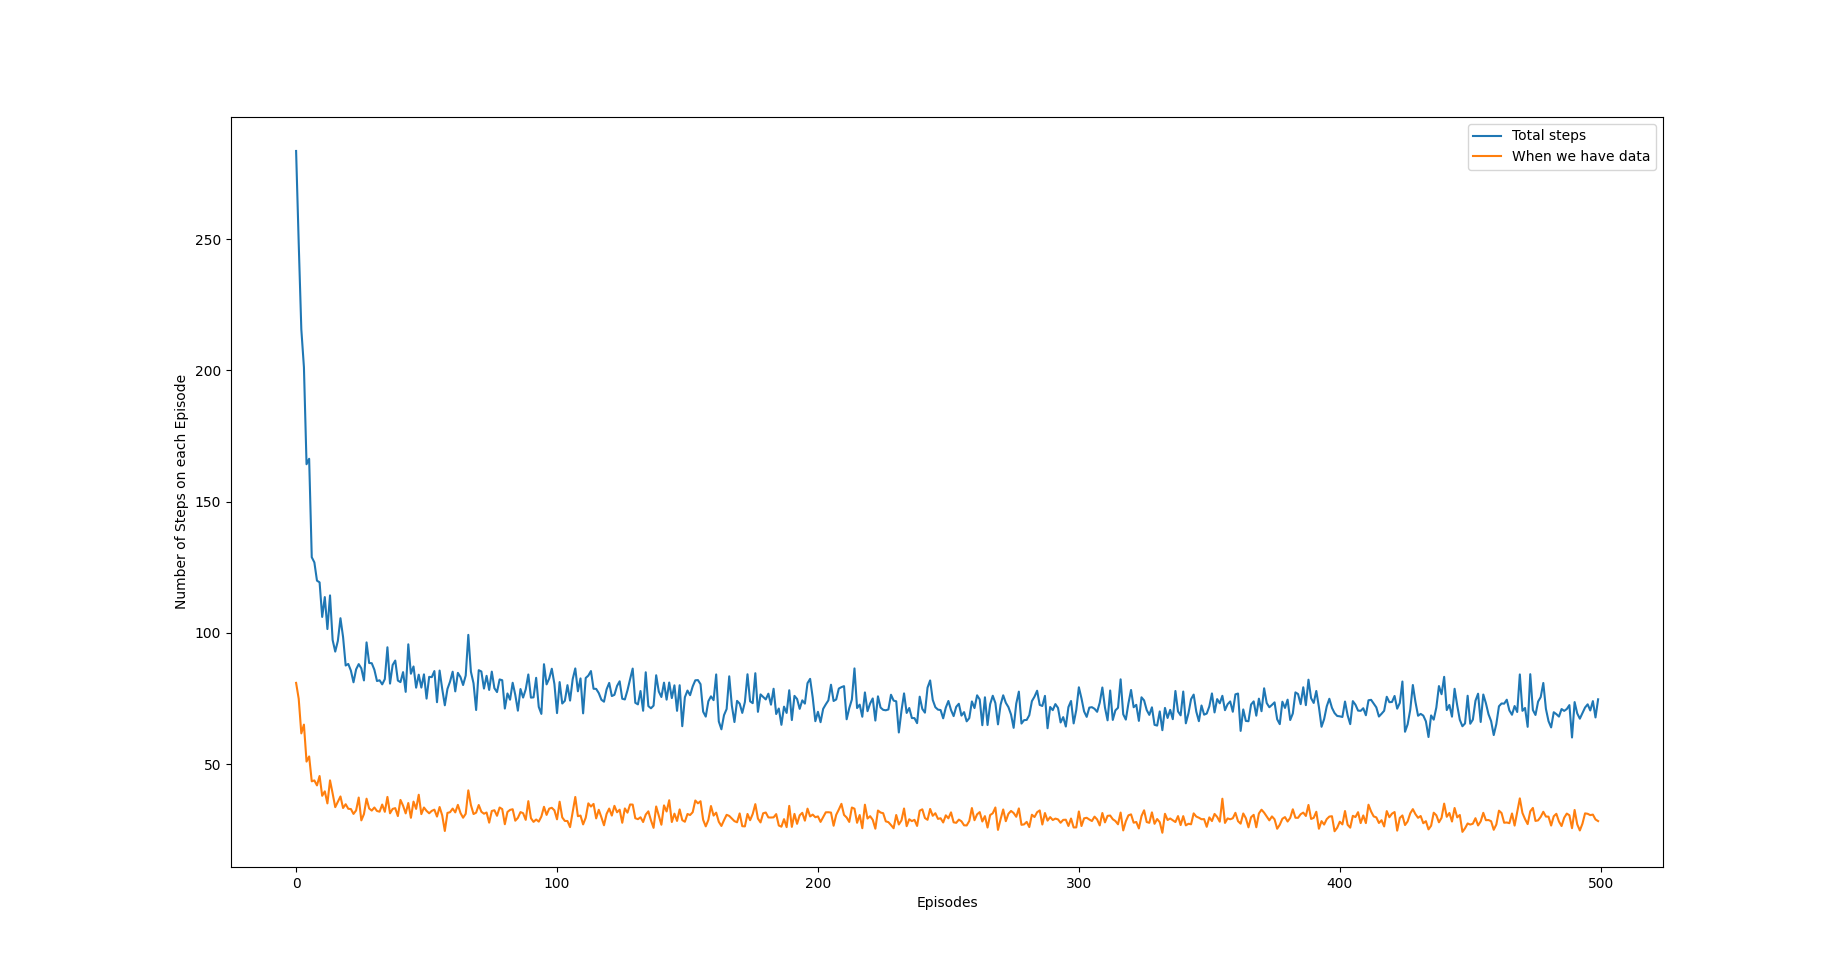 Total steps
When we have data
250
200
150
100
50
Number of Steps on each Episode
0 100 200 300 400 500
Episodes